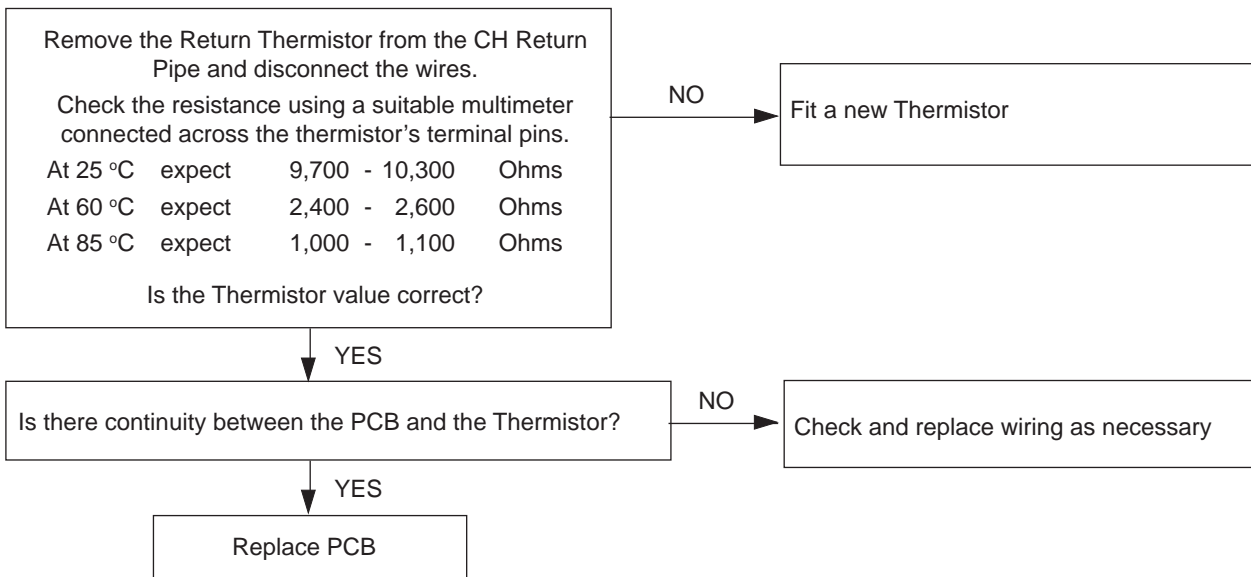 Remove the Return Thermistor from the CH Return
Pipe and disconnect the wires.
Check the resistance using a suitable multimeter
connected across the thermistor’s terminal pins.
At 25 °C expect 9,700 - 10,300 Ohms
At 60 °C expect 2,400 - 2,600 Ohms
At 85 °C expect 1,000 - 1,100 Ohms
Is the Thermistor value correct?
NO
Fit a new Thermistor
YES
Is there continuity between the PCB and the Thermistor?
NO
Check and replace wiring as necessary
YES
Replace PCB